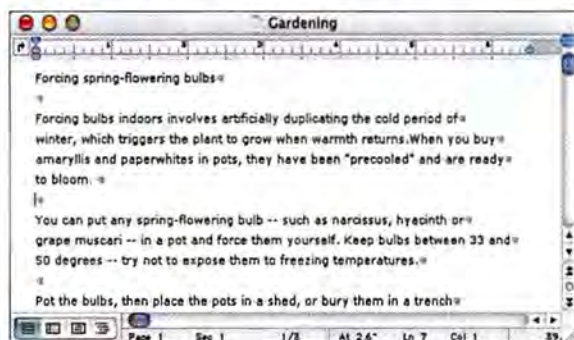 Gardening
Forcing spring-flowering bulbs
Forcing bulbs indoors involves artificially duplicating the cold period of
winter, which triggers the plant to grow when warmth returns.When you buy
amaryllis and paperwhites in pots, they have been "precooled" and are ready
to bloom.
You can put any spring-flowering bulb -- such as narcissus, hyacinth or
grape muscari -- in a pot and force them yourself. Keep bulbs between 33 and
50 degrees -- try not to expose them to freezing temperatures.
Pot the bulbs, then place the pots in a shed, or bury them in a trench
Page 1 Sec 1 1/3 At 2.6" Ln 7 Col 1